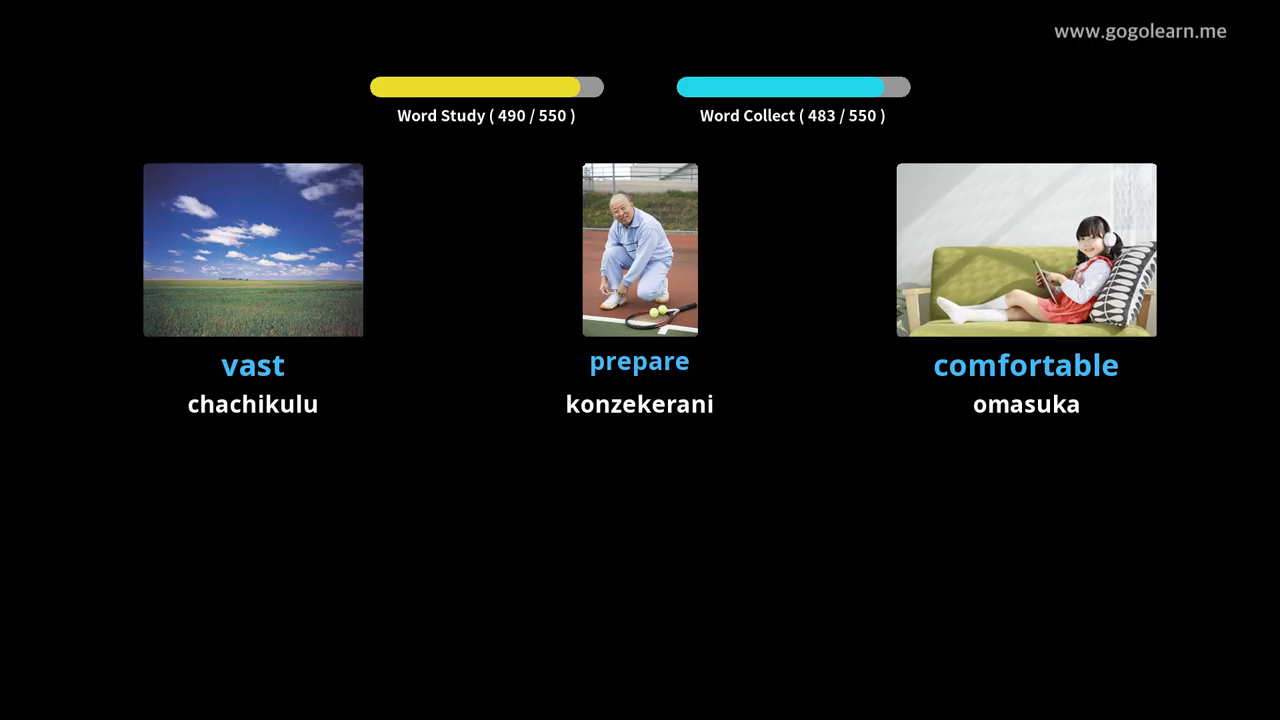 www.gogolearn.me
Word Study ( 490 / 550 )
Word Collect ( 483 / 550 )
vast
prepare
comfortable
chachikulu
konzekerani
omasuka